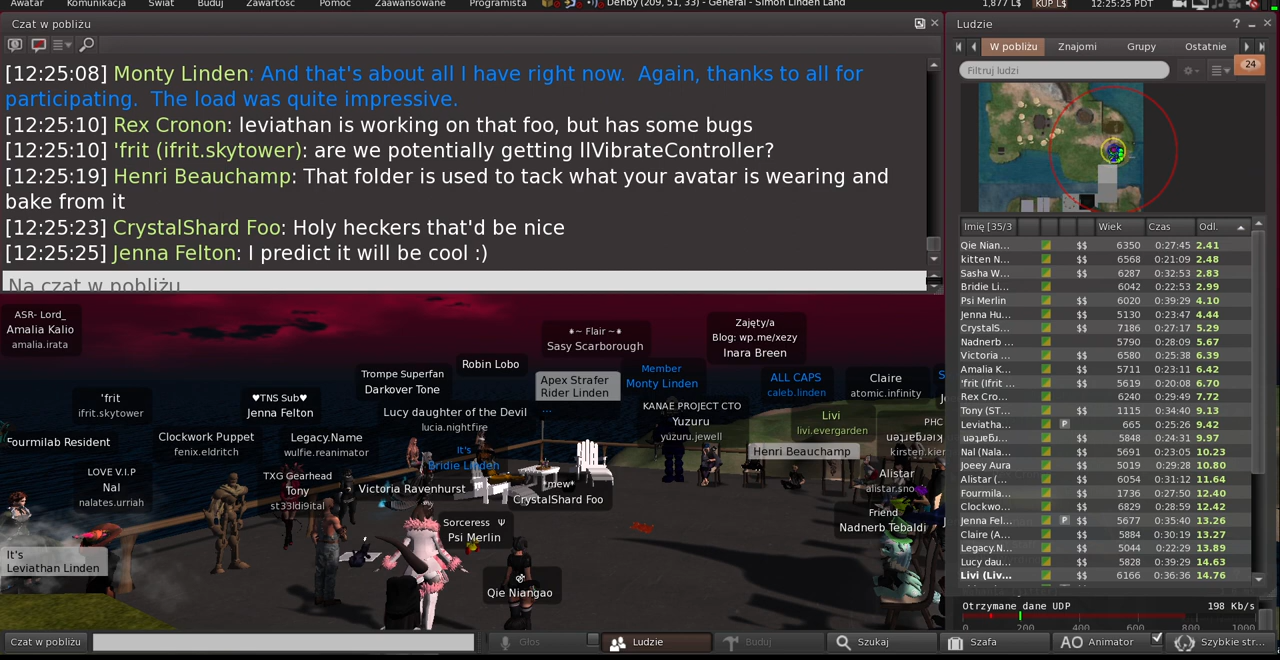 Awatar Komunikacja Świat Buduj Zawartość Pomoc Zaawansowane Programista Denby (209, 51, 33) - General - Simon Linden Land 1,877 L$ KUP L$ 12:25:25 PDT
Czat w pobliżu
[12:25:08] Monty Linden: And that's about all I have right now. Again, thanks to all for
participating. The load was quite impressive.
[12:25:10] Rex Cronon: leviathan is working on that foo, but has some bugs
[12:25:10] 'frit (ifrit.skytower): are we potentially getting llVibrateController?
[12:25:19] Henri Beauchamp: That folder is used to tack what your avatar is wearing and
bake from it
[12:25:23] CrystalShard Foo: Holy heckers that'd be nice
[12:25:25] Jenna Felton: I predict it will be cool :)
Na czat w pobliżu
ASR- Lord_
Amalia Kalio
amalia.irata
'frit
ifrit.skytower
Fourmilab Resident
LOVE V.I.P
Nal
nalates.urriah
It's
Leviathan Linden
Clockwork Puppet
fenix.eldritch
♥TNS Sub♥
Jenna Felton
Legacy.Name
wulfie.reanimator
TXG Gearhead
Tony
st33ldi9ital
Trompe Superfan
Darkover Tone
Robin Lobo
Lucy daughter of the Devil
lucia.nightfire
It's
Bridie Linden
Victoria Ravenhurst
Sorceress Ψ
Psi Merlin
Qie Niangao
*mew*
CrystalShard Foo
⁕~ Flair ~⁕
Sasy Scarborough
Apex Strafer
Rider Linden
...
Member
Monty Linden
KANAE PROJECT CTO
Yuzuru
yuzuru.jewell
Zajęty/a
Blog: wp.me/xezy
Inara Breen
ALL CAPS
caleb.linden
Livi
livi.evergarden
Henri Beauchamp
Claire
atomic.infinity
PHC
kirsten.kier
Alistar
alistar.sno
Friend
Nadnerb Tebaldi
Czat w pobliżu Głos Ludzie Buduj Szukaj Szafa AO Animator Szybkie str...
Ludzie
? _ ×
W pobliżu Znajomi Grupy Ostatnie
Filtruj ludzi 24
Imię [35/3 Wiek Czas Odl.
Qie Nian... $$ 6350 0:27:45 2.41
kitten N... $$ 6568 0:21:09 2.48
Sasha W... $$ 6287 0:32:53 2.83
Bridie Li... 6042 0:22:53 2.99
Psi Merlin $$ 6020 0:39:29 4.10
Jenna Hu... $$ 5130 0:23:47 4.44
CrystalS... $$ 7186 0:27:17 5.29
Nadnerb ... 5790 0:28:09 5.67
Victoria ... $$ 6580 0:25:38 6.39
Amalia K... $$ 5711 0:23:11 6.42
'frit (ifrit ... $$ 5619 0:20:08 6.70
Rex Cro... $$ 6240 0:29:49 7.72
Tony (ST... $$ 1115 0:34:40 9.13
Leviatha... P 665 0:25:26 9.42
$$ 5848 0:24:31 9.97
Nal (Nala... $$ 5691 0:23:05 10.23
Joeey Aura $$ 5019 0:29:28 10.80
Alistar (... $$ 6054 0:31:12 11.64
Fourmila... $$ 1736 0:27:50 12.40
Clockwo... $$ 6829 0:28:59 12.42
Jenna Fel... P $$ 5677 0:35:40 13.26
Claire (A... $$ 5884 0:30:19 13.27
Legacy.N... $$ 5044 0:22:29 13.89
Lucy dau... $$ 6528 0:39:29 14.63
Livi (Liv... $$ 6166 0:36:36 14.76
Otrzymane dane UDP 198 Kb/s
0 200 400 600 800 1000